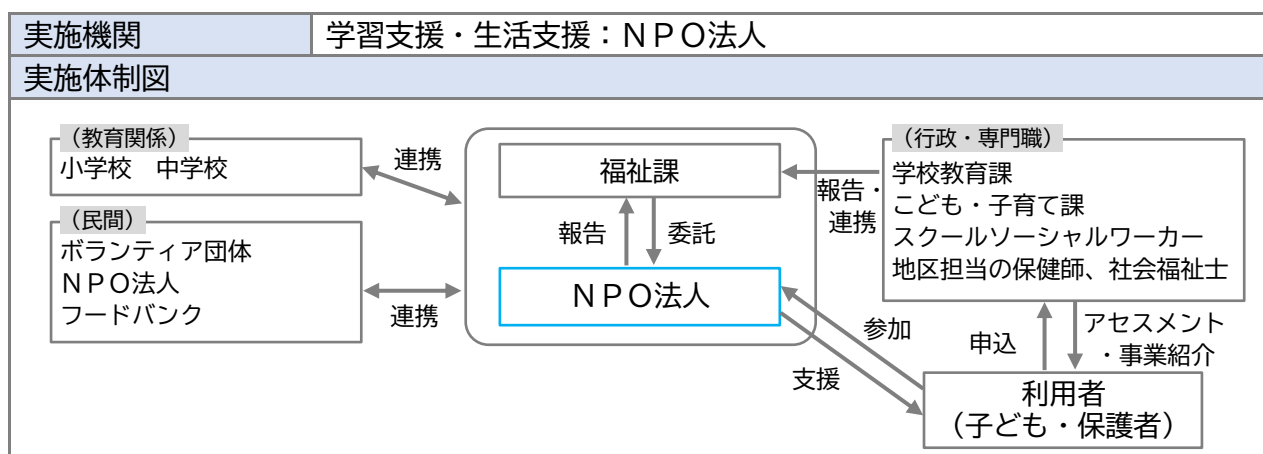 実施機関
学習支援・生活支援：ＮＰＯ法人
実施体制図
（教育関係）
小学校　中学校
（民間）
ボランティア団体
ＮＰＯ法人
フードバンク
連携
連携
福祉課
報告
委託
ＮＰＯ法人
報告・
連携
（行政・専門職）
学校教育課
こども・子育て課
スクールソーシャルワーカー
地区担当の保健師、社会福祉士
参加
支援
申込
アセスメント
・事業紹介
利用者
（子ども・保護者）